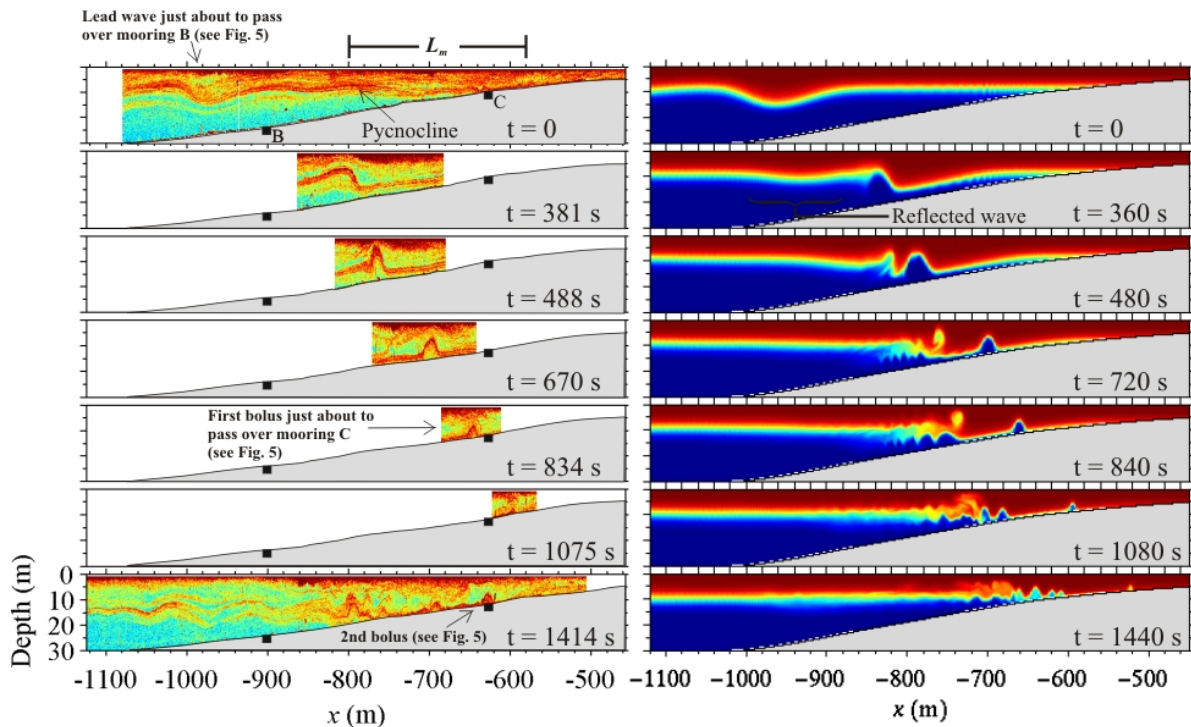 Lead wave just about to pass
over mooring B (see Fig. 5)
Lm
B
C
Pycnocline
t = 0
t = 381 s
t = 488 s
t = 670 s
First bolus just about to
pass over mooring C
(see Fig. 5)
t = 834 s
t = 1075 s
2nd bolus (see Fig. 5)
t = 1414 s
Depth (m)
0
10
20
30
-1100 -1000 -900 -800 -700 -600 -500
x (m)
t = 0
Reflected wave
t = 360 s
t = 480 s
t = 720 s
t = 840 s
t = 1080 s
t = 1440 s
-1100 -1000 -900 -800 -700 -600 -500
x (m)